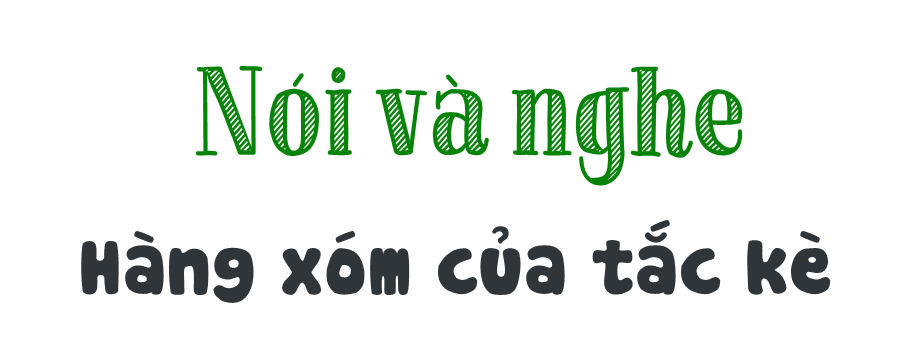 Nói và nghe
Hàng xóm của tắc kè